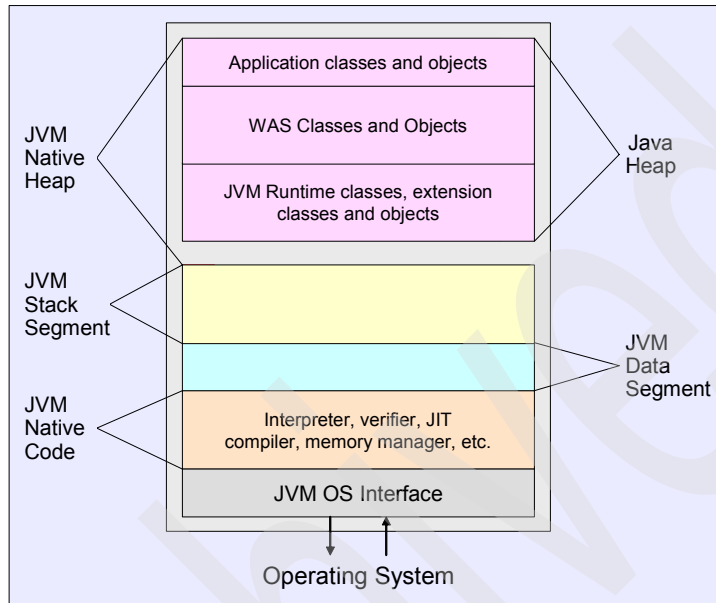 Application classes and objects
WAS Classes and Objects
JVM Runtime classes, extension
classes and objects
JVM
Native
Heap
Java
Heap
JVM
Stack
Segment
JVM
Data
Segment
JVM
Native
Code
Interpreter, verifier, JIT
compiler, memory manager, etc.
JVM OS Interface
Operating System